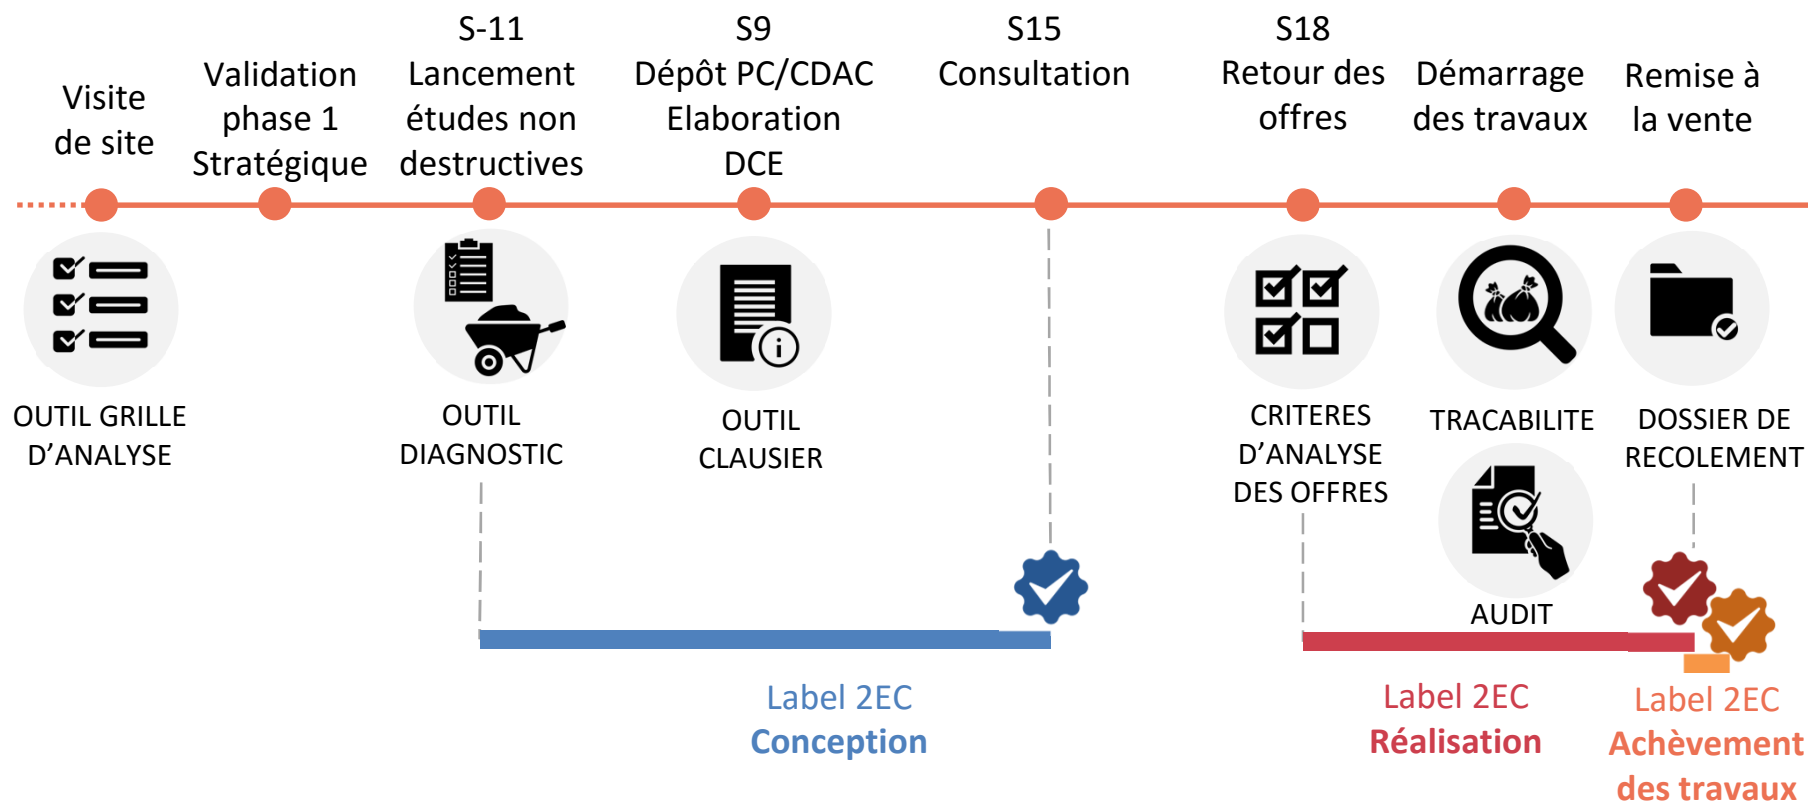 Visite
de site
Validation
phase 1
Stratégique
S-11
Lancement
études non
destructives
S9
Dépôt PC/CDAC
Elaboration
DCE
S15
Consultation
S18
Retour des
offres
Démarrage
des travaux
Remise à
la vente
OUTIL GRILLE
D’ANALYSE
OUTIL
DIAGNOSTIC
OUTIL
CLAUSIER
CRITERES
D’ANALYSE
DES OFFRES
TRACABILITE
AUDIT
DOSSIER DE
RECOLEMENT
Label 2EC
Conception
Label 2EC
Réalisation
Label 2EC
Achèvement
des travaux